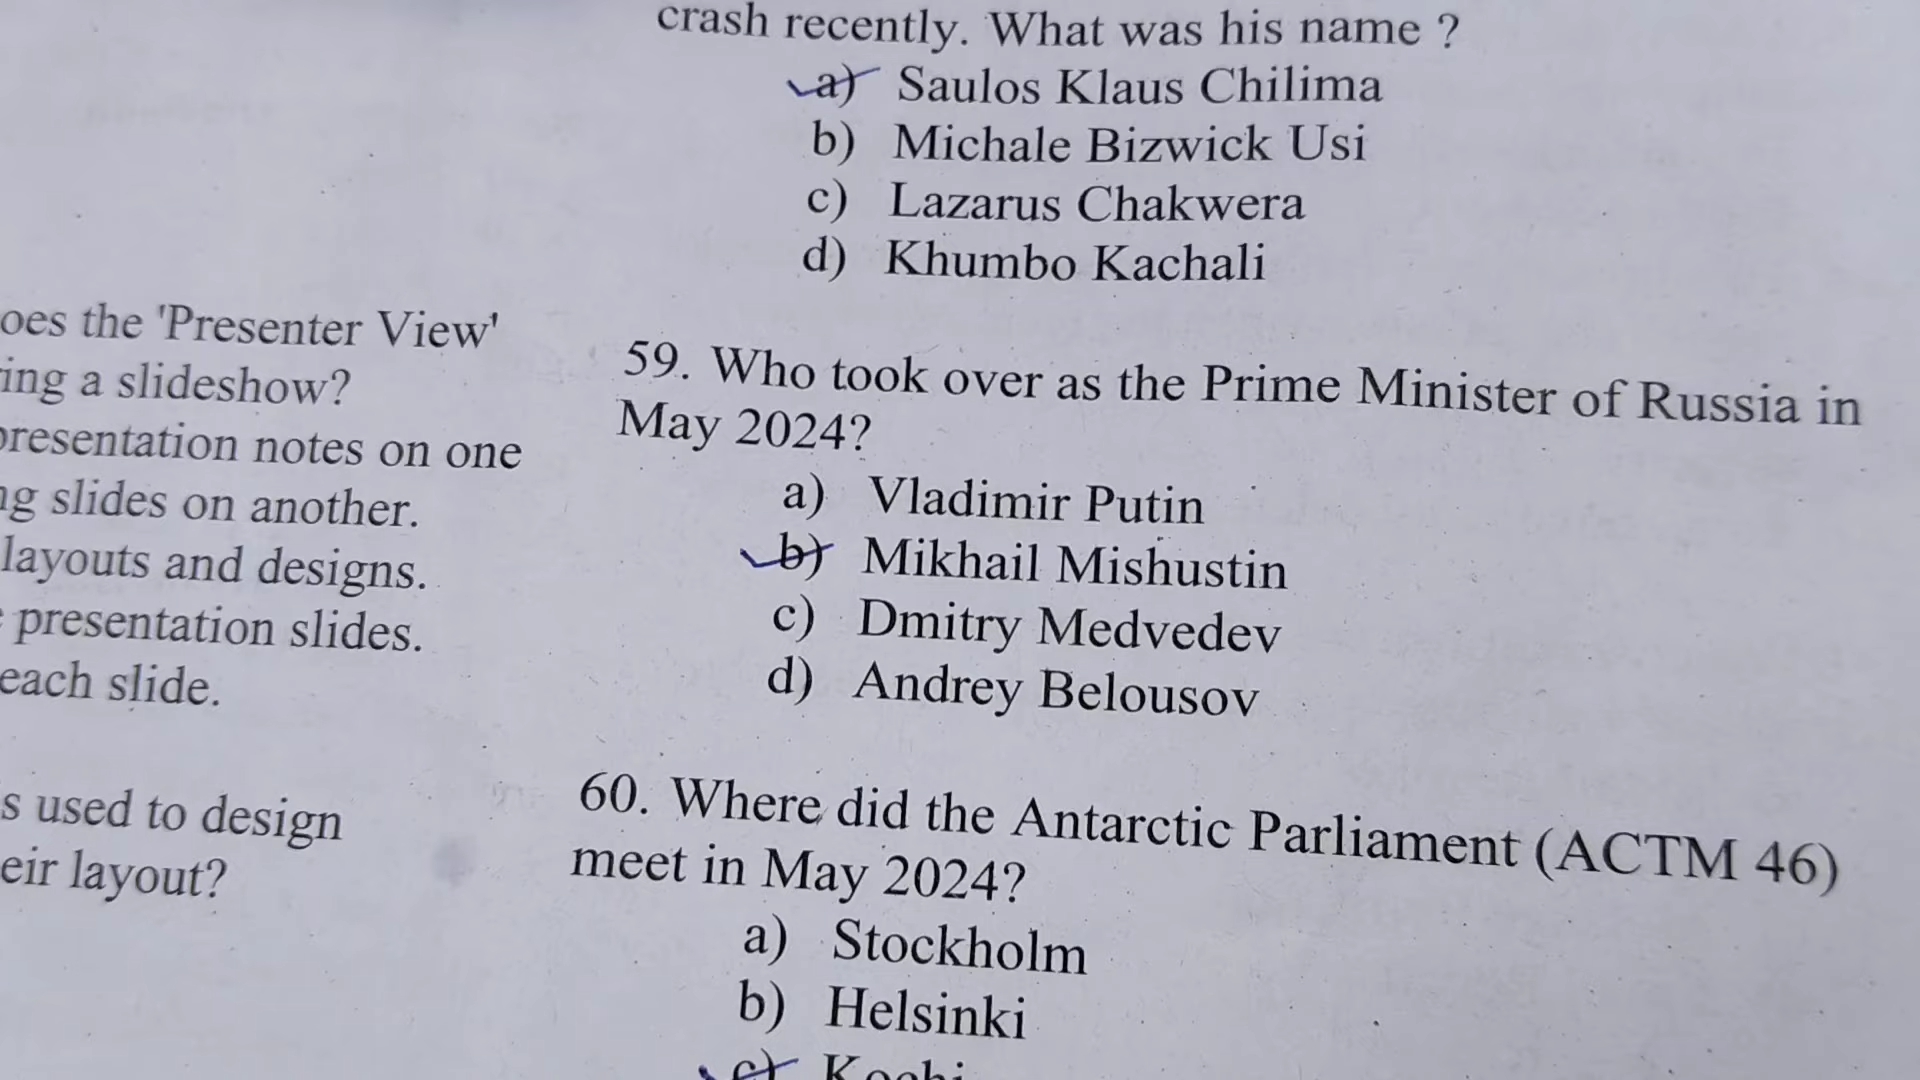 oes the 'Presenter View'
ing a slideshow?
presentation notes on one
ng slides on another.
layouts and designs.
presentation slides.
each slide.
s used to design
eir layout?
crash recently. What was his name ?
a) Saulos Klaus Chilima
b) Michale Bizwick Usi
c) Lazarus Chakwera
d) Khumbo Kachali
59. Who took over as the Prime Minister of Russia in
May 2024?
a) Vladimir Putin
b) Mikhail Mishustin
c) Dmitry Medvedev
d) Andrey Belousov
60. Where did the Antarctic Parliament (ACTM 46)
meet in May 2024?
a) Stockholm
b) Helsinki
c) Kochi